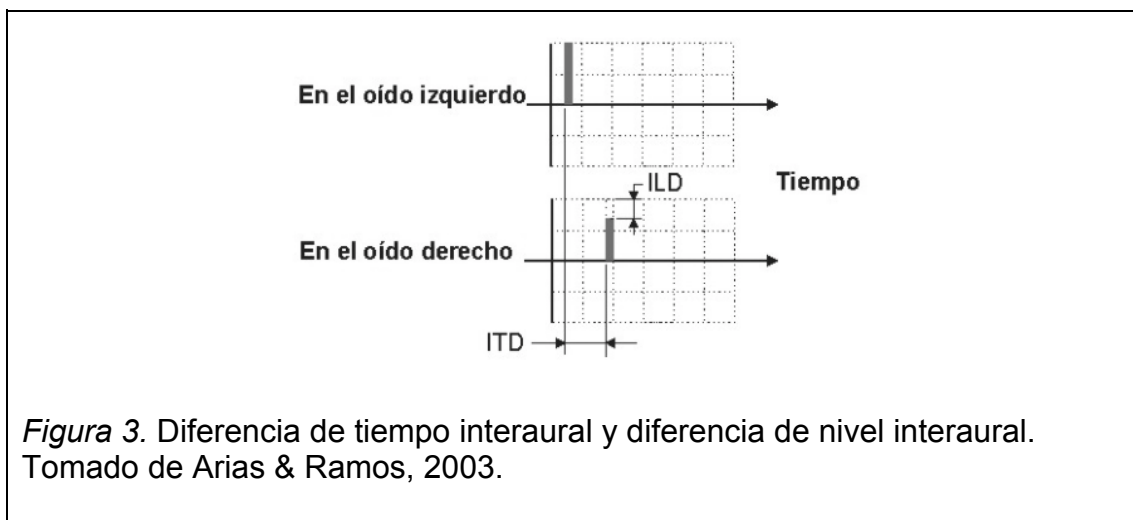 En el oído izquierdo
ILD
Tiempo
En el oído derecho
ITD
Figura 3. Diferencia de tiempo interaural y diferencia de nivel interaural.
Tomado de Arias & Ramos, 2003.